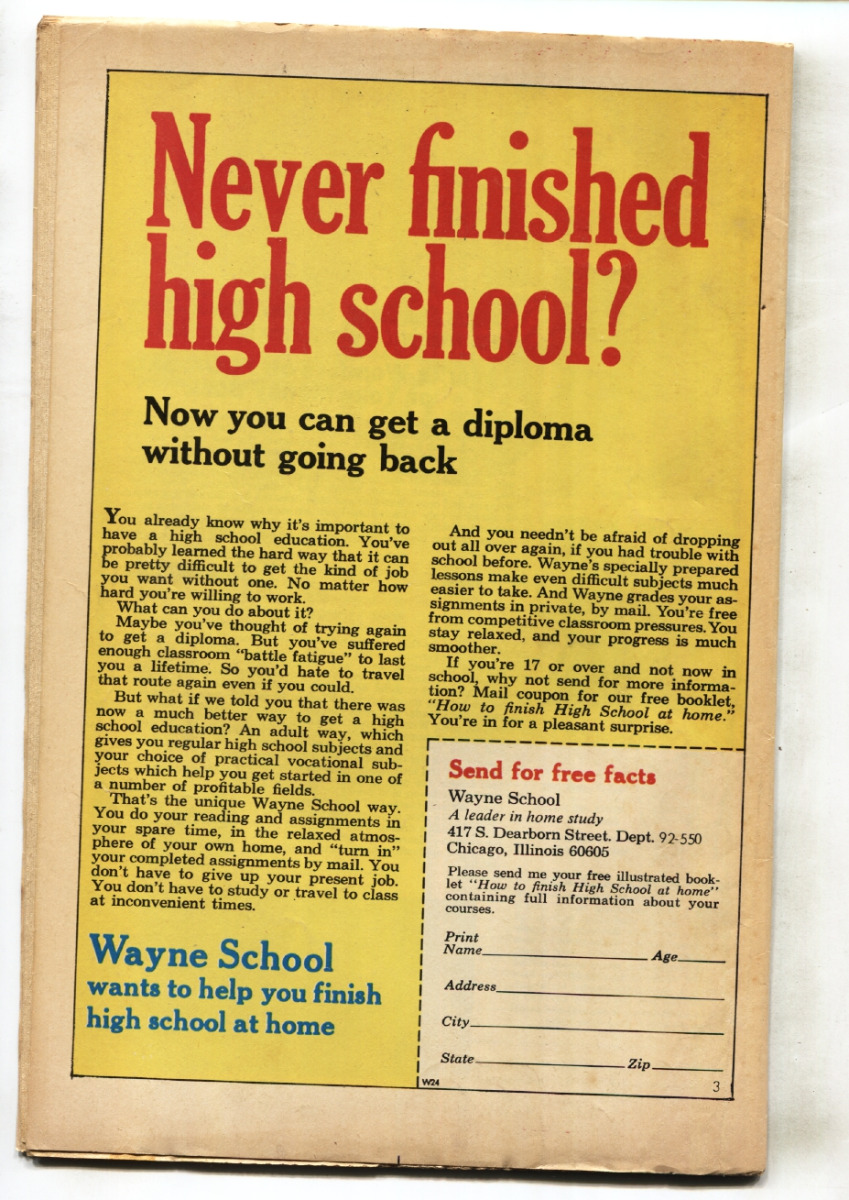 Never finished
high school?
Now you can get a diploma
without going back
You already know why it's important to
have a high school education. You've
probably learned the hard way that it can
be pretty difficult to get the kind of job
you want without one. No matter how
hard you're willing to work.
What can you do about it?
Maybe you've thought of trying again
to get a diploma. But you've suffered
enough classroom "battle fatigue" to last
you a lifetime. So you'd hate to travel
that route again even if you could.
But what if we told you that there was
now a much better way to get a high
school education? An adult way, which
gives you regular high school subjects and
your choice of practical vocational sub-
jects which help you get started in one of
a number of profitable fields.
That's the unique Wayne School way.
You do your reading and assignments in
your spare time, in the relaxed atmos-
phere of your own home, and "turn in"
your completed assignments by mail. You
don't have to give up your present job.
You don't have to study or travel to class
at inconvenient times.
Wayne School
wants to help you finish
high school at home
And you needn't be afraid of dropping
out all over again, if you had trouble with
school before. Wayne's specially prepared
lessons make even difficult subjects much
easier to take. And Wayne grades your as-
signments in private, by mail. You're free
from competitive classroom pressures. You
stay relaxed, and your progress is much
smoother.
If you're 17 or over and not now in
school, why not send for more informa-
tion? Mail coupon for our free booklet,
"How to finish High School at home."
You're in for a pleasant surprise.
Send for free facts
Wayne School
A leader in home study
417 S. Dearborn Street. Dept. 92-550
Chicago, Illinois 60605
Please send me your free illustrated book-
let "How to finish High School at home"
containing full information about your
courses.
Print
Name Age
Address
City
State Zip
W24 3